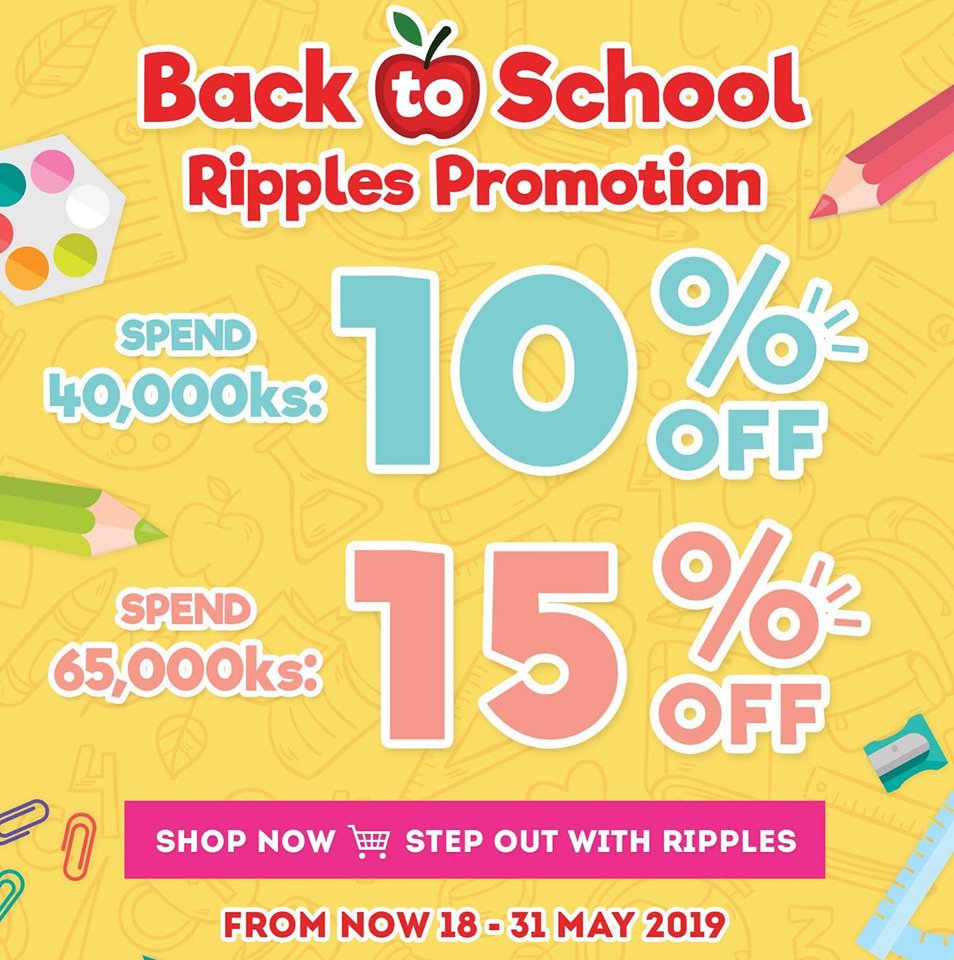 Back to School
Ripples Promotion
SPEND
40,000ks:
10% OFF
SPEND
65,000ks:
15% OFF
SHOP NOW STEP OUT WITH RIPPLES
FROM NOW 18 - 31 MAY 2019